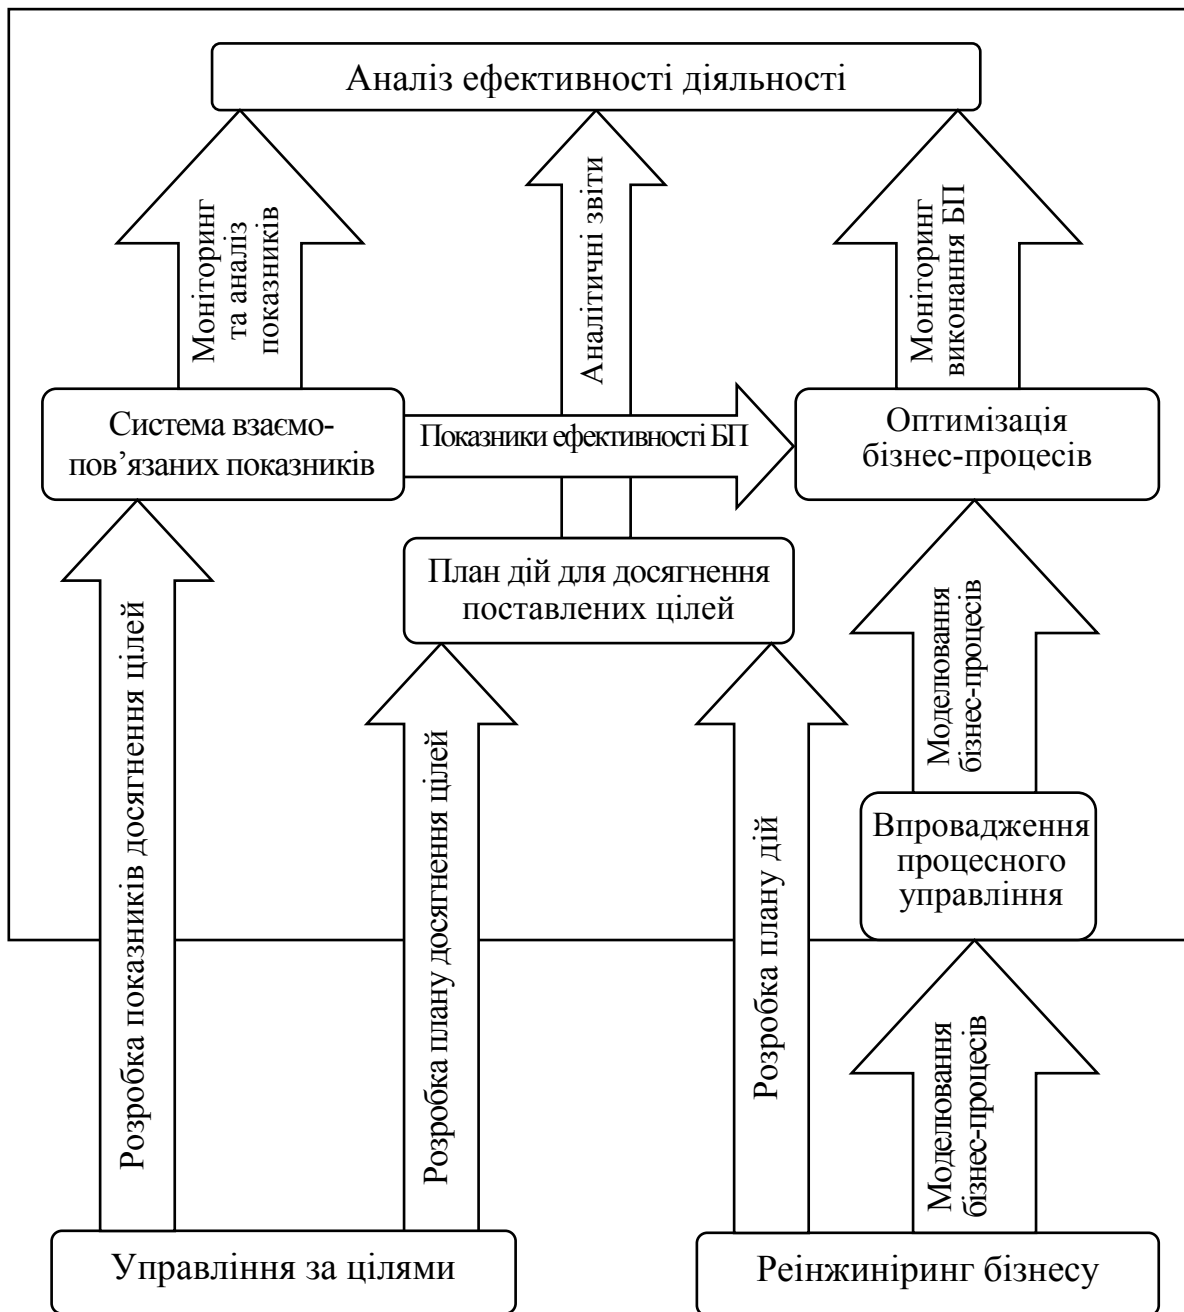 Аналіз ефективності діяльності
Моніторинг
та аналіз
показників
Аналітичні звіти
Моніторинг
виконання БП
Система взаємо-
пов’язаних показників
Показники ефективності БП
Оптимізація
бізнес-процесів
План дій для досягнення
поставлених цілей
Розробка показників досягнення цілей
Розробка плану досягнення цілей
Розробка плану дій
Моделювання
бізнес-процесів
Впровадження
процесного
управління
Моделювання
бізнес-процесів
Управління за цілями
Реінжиніринг бізнесу